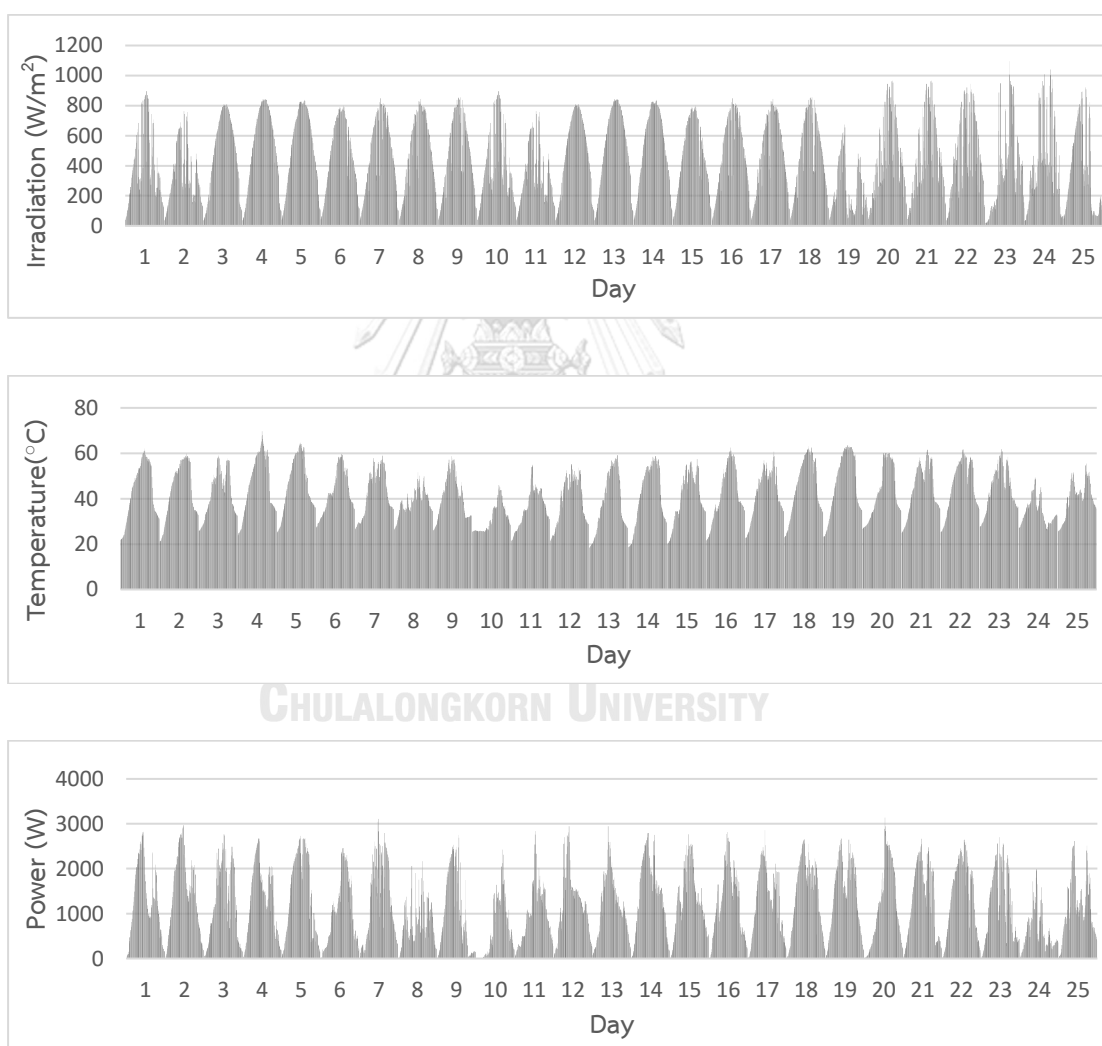 1200
1000
800
600
400
200
0
Irradiation (W/m²)
1 2 3 4 5 6 7 8 9 10 11 12 13 14 15 16 17 18 19 20 21 22 23 24 25
Day
80
60
40
20
0
Temperature(°C)
1 2 3 4 5 6 7 8 9 10 11 12 13 14 15 16 17 18 19 20 21 22 23 24 25
Day
CHULALONGKORN UNIVERSITY
4000
3000
2000
1000
0
Power (W)
1 2 3 4 5 6 7 8 9 10 11 12 13 14 15 16 17 18 19 20 21 22 23 24 25
Day